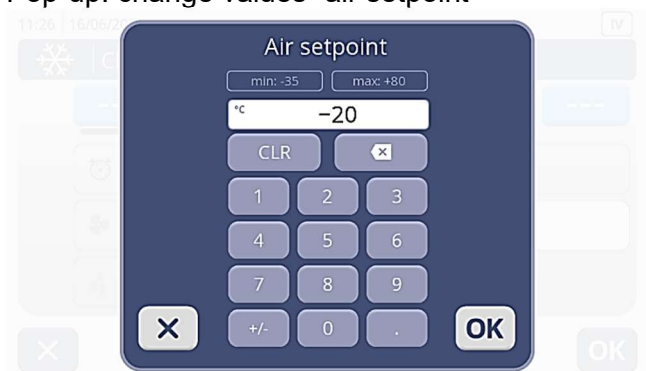 Pop-up: change values "air setpoint"
11:26 16/06/20
IV
Air setpoint
min: -35 max: +80
°C −20
CLR
1 2 3
4 5 6
7 8 9
+/- 0 .
OK
OK